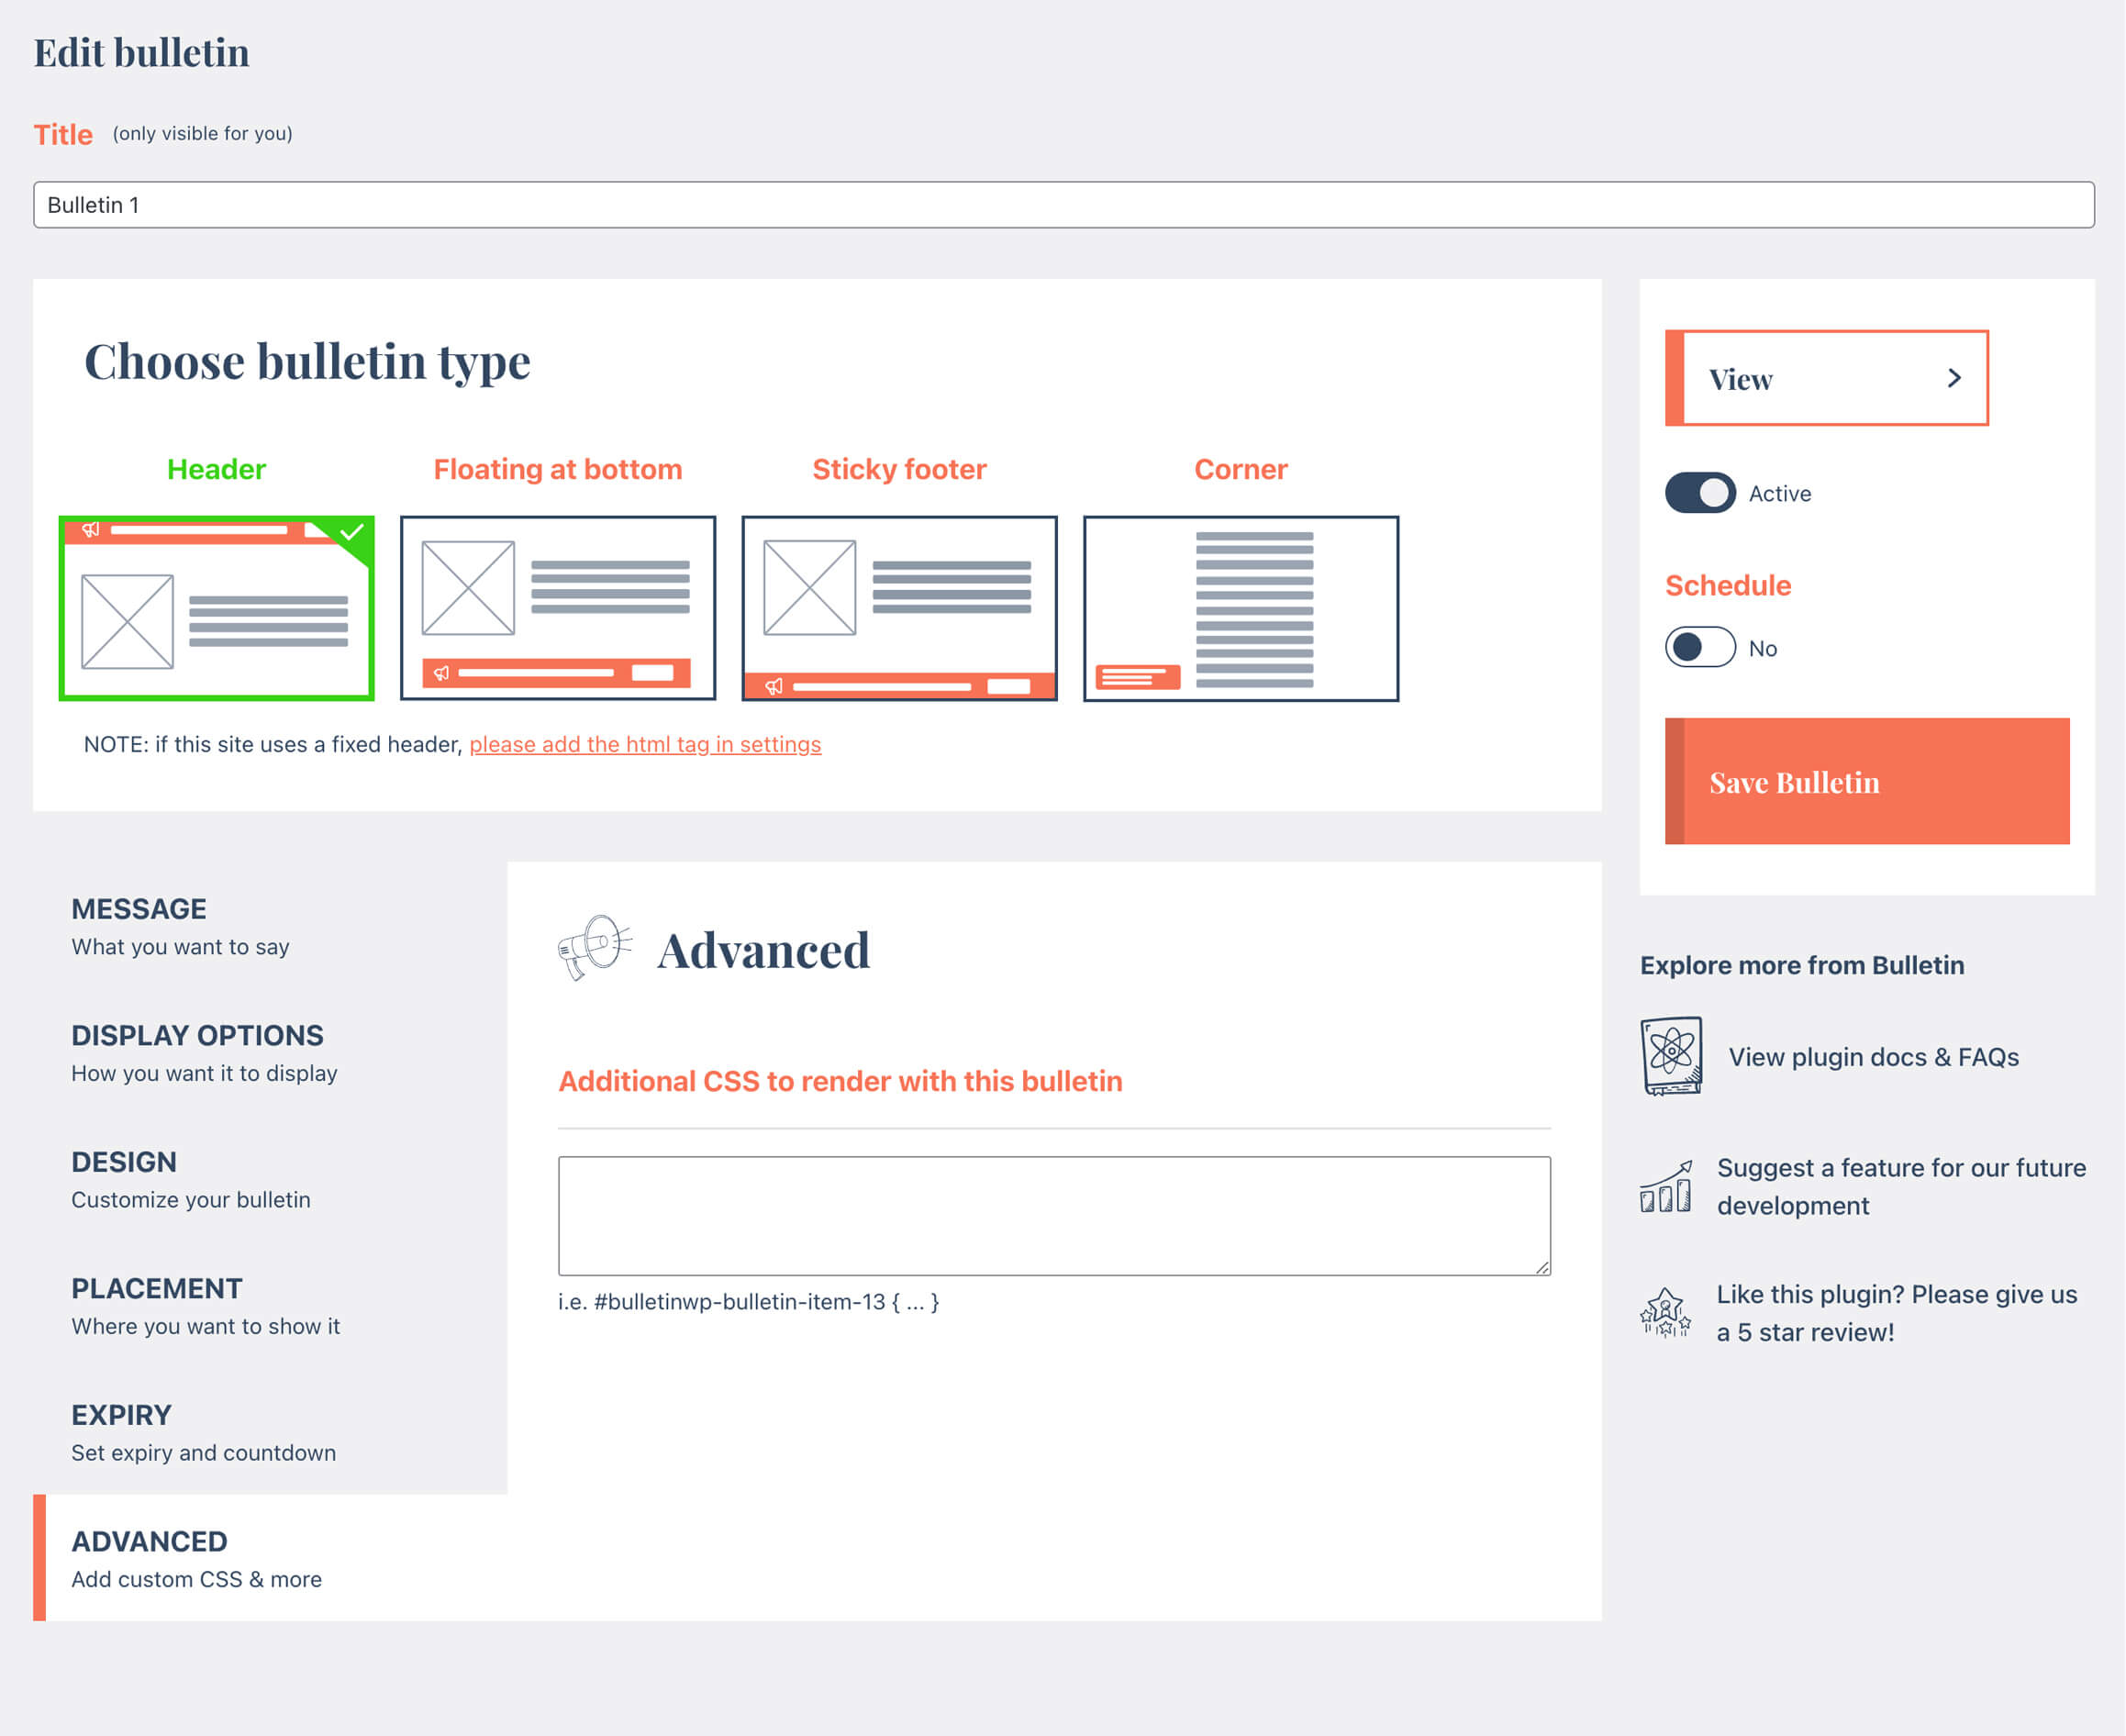 Edit bulletin
Title (only visible for you)
Bulletin 1
Choose bulletin type
Header
Floating at bottom
Sticky footer
Corner
NOTE: if this site uses a fixed header, please add the html tag in settings
View
Active
Schedule
No
Save Bulletin
MESSAGE
What you want to say
DISPLAY OPTIONS
How you want it to display
DESIGN
Customize your bulletin
PLACEMENT
Where you want to show it
EXPIRY
Set expiry and countdown
ADVANCED
Add custom CSS & more
Advanced
Additional CSS to render with this bulletin
i.e. #bulletinwp-bulletin-item-13 { ... }
Explore more from Bulletin
View plugin docs & FAQs
Suggest a feature for our future
development
Like this plugin? Please give us
a 5 star review!